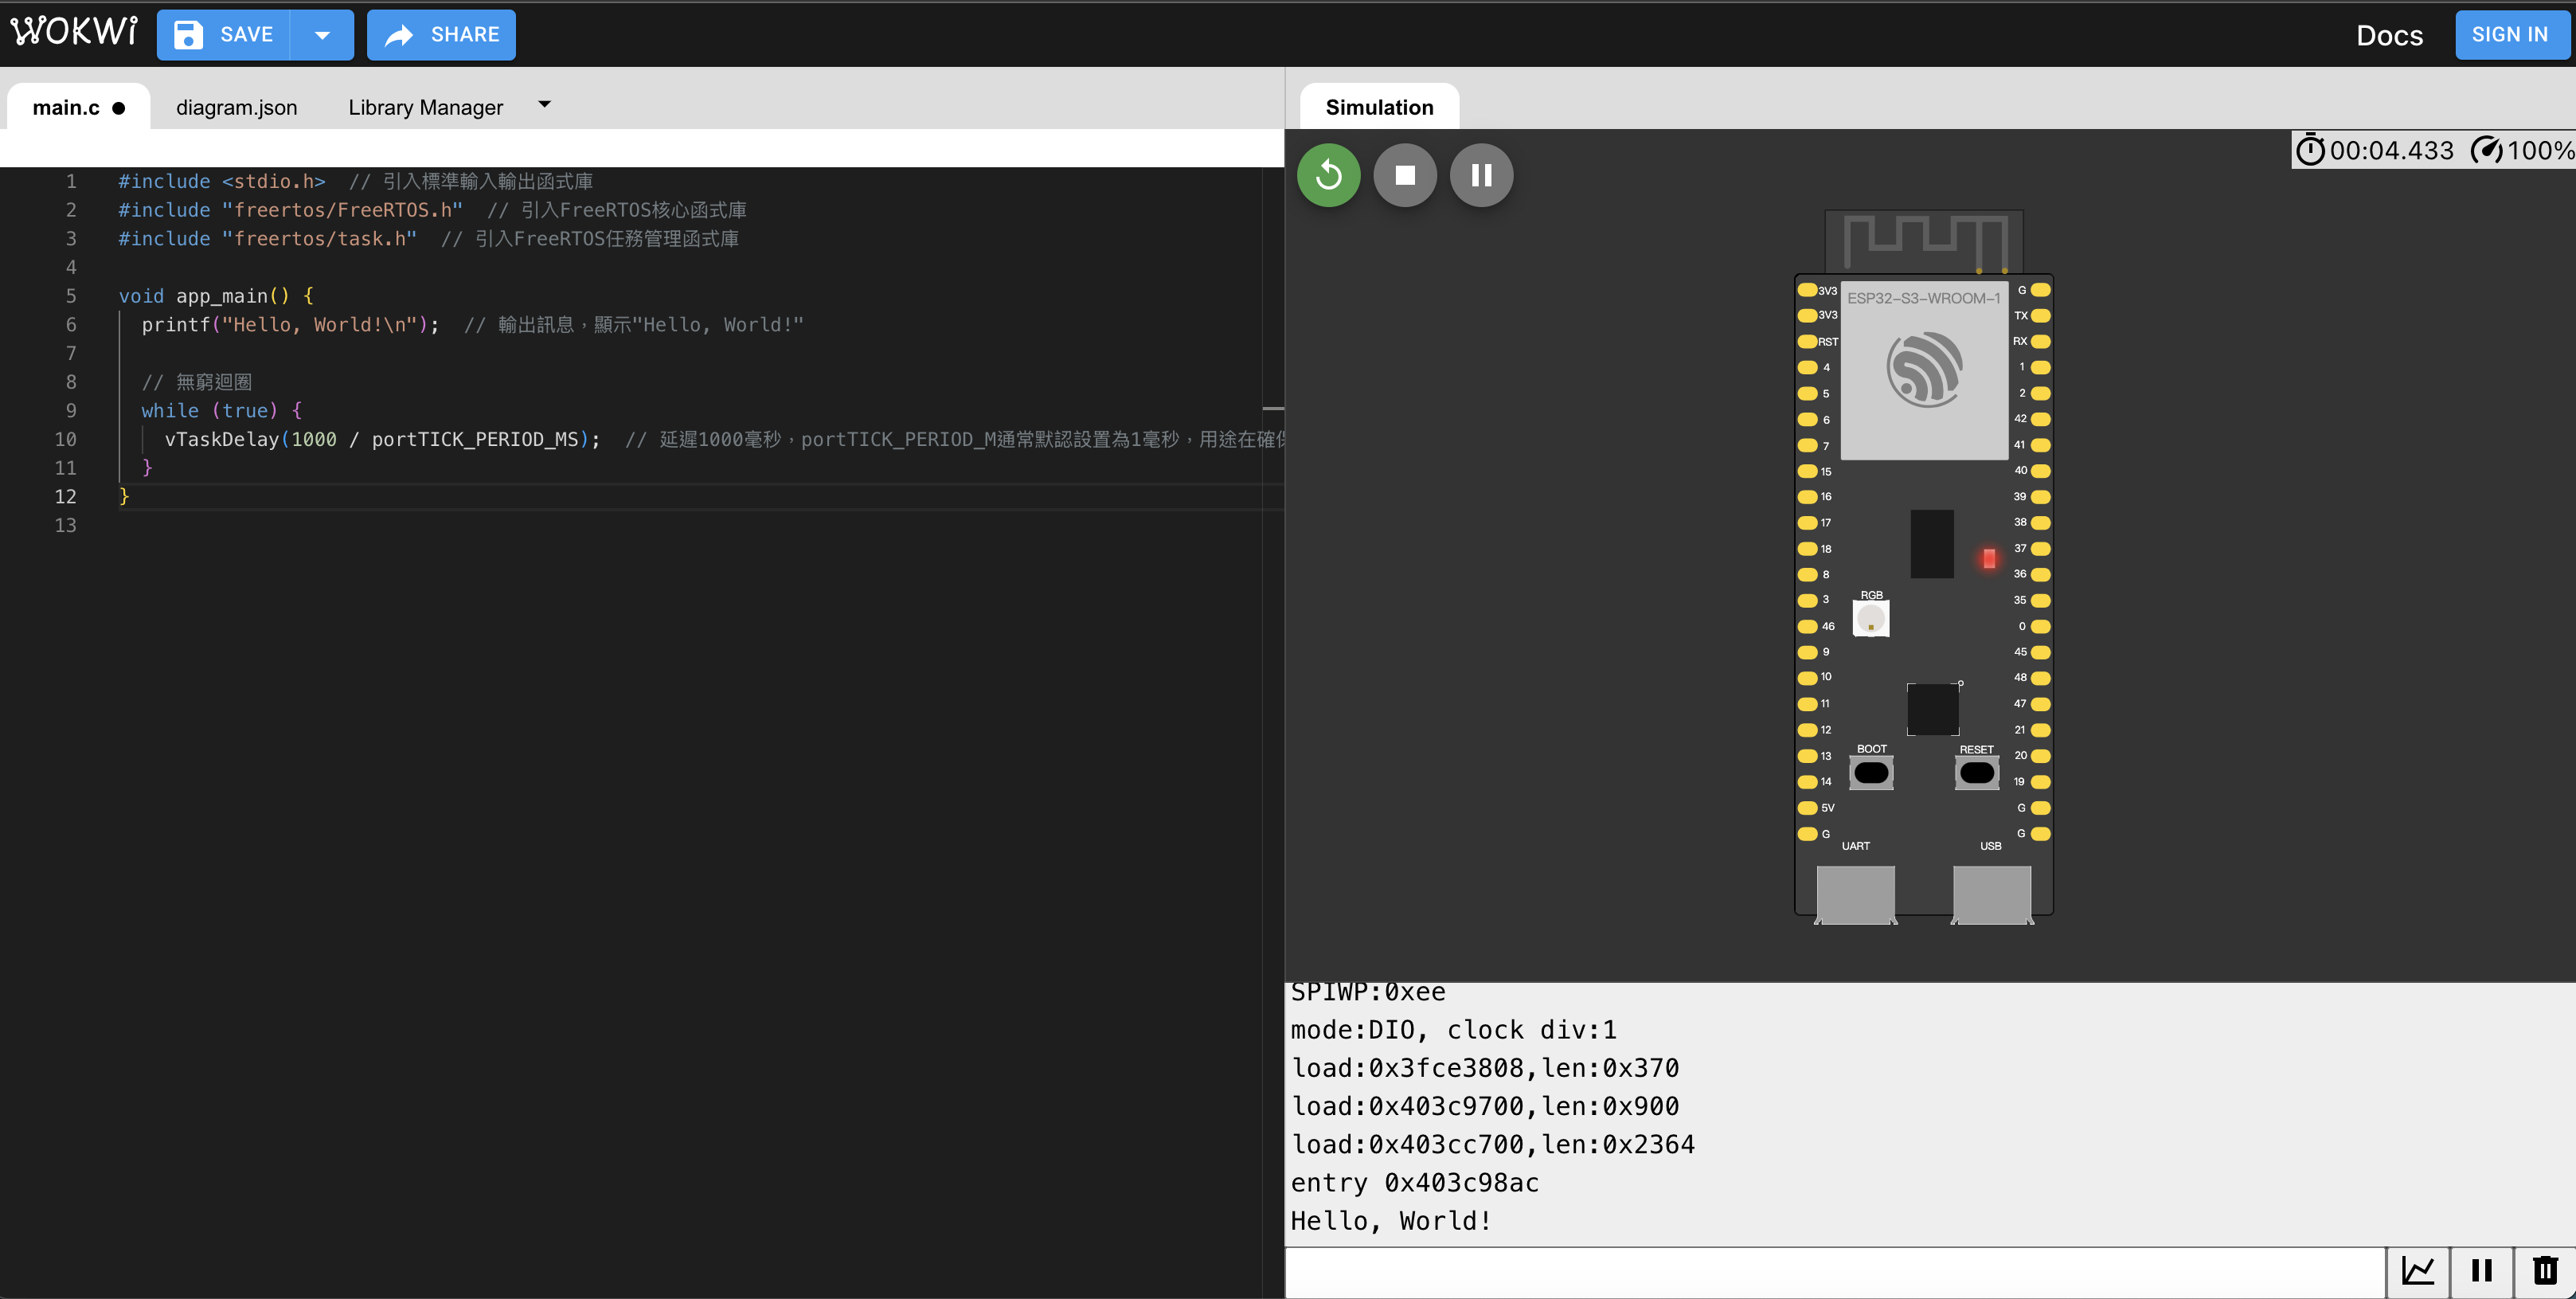 WOKWI SAVE SHARE Docs SIGN IN
main.c ● diagram.json Library Manager
Simulation
00:04.433 100%
1 #include <stdio.h>  // 引入標準輸入輸出函式庫
2 #include "freertos/FreeRTOS.h"  // 引入FreeRTOS核心函式庫
3 #include "freertos/task.h"  // 引入FreeRTOS任務管理函式庫
4
5 void app_main() {
6   printf("Hello, World!\n");  // 輸出訊息，顯示"Hello, World!"
7
8   // 無窮迴圈
9   while (true) {
10     vTaskDelay(1000 / portTICK_PERIOD_MS);  // 延遲1000毫秒，portTICK_PERIOD_M通常默認設置為1毫秒，用途在確保
11   }
12 }
13
ESP32-S3-WROOM-1
3V3 G
3V3 TX
RST RX
4 1
5 2
6 42
7 41
15 40
16 39
17 38
18 37
8 36
3 RGB 35
46 0
9 45
10 48
11 47
12 21
BOOT RESET
13 20
14 19
5V G
G G
UART USB
SPIWP:0xee
mode:DIO, clock div:1
load:0x3fce3808,len:0x370
load:0x403c9700,len:0x900
load:0x403cc700,len:0x2364
entry 0x403c98ac
Hello, World!